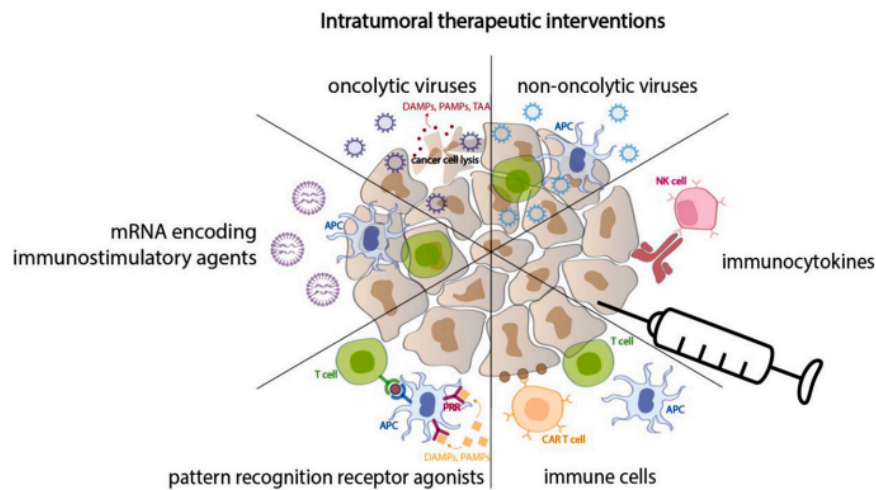 Intratumoral therapeutic interventions
oncolytic viruses
non-oncolytic viruses
DAMPs, PAMPs, TAA
APC
cancer cell lysis
NK cell
APC
mRNA encoding
immunostimulatory agents
immunocytokines
T cell
T cell
PRR
APC
APC
CAR T cell
DAMPs, PAMPs
pattern recognition receptor agonists
immune cells